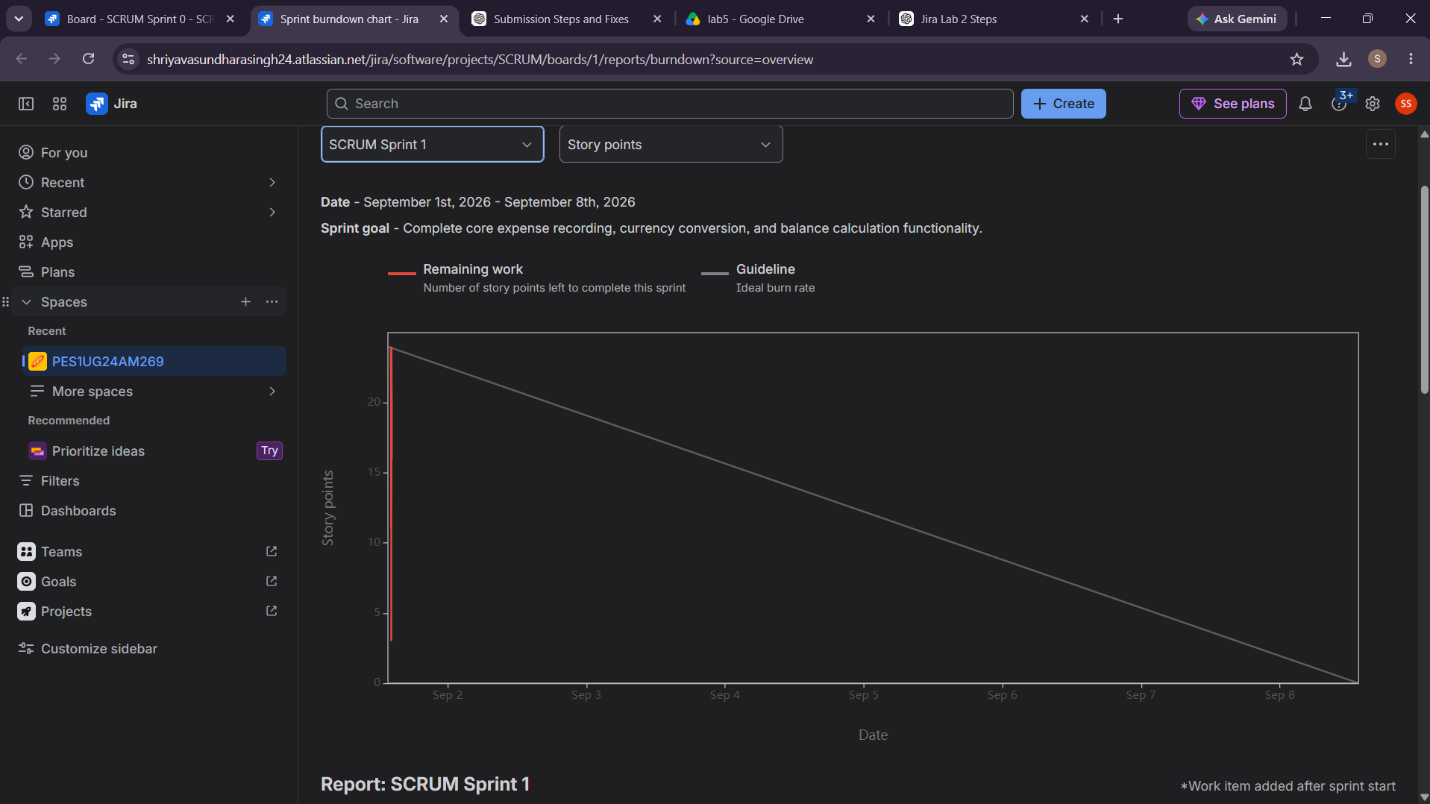 Board - SCRUM Sprint 0 - SCR
Sprint burndown chart - Jira
Submission Steps and Fixes
lab5 - Google Drive
Jira Lab 2 Steps
Ask Gemini
shriyavasundharasingh24.atlassian.net/jira/software/projects/SCRUM/boards/1/reports/burndown?source=overview
S
Jira
Search
Create
See plans
3+
SS
For you
Recent
Starred
Apps
Plans
Spaces
Recent
PES1UG24AM269
More spaces
Recommended
Prioritize ideas
Try
Filters
Dashboards
Teams
Goals
Projects
Customize sidebar
SCRUM Sprint 1
Story points
Date - September 1st, 2026 - September 8th, 2026
Sprint goal - Complete core expense recording, currency conversion, and balance calculation functionality.
Remaining work
Number of story points left to complete this sprint
Guideline
Ideal burn rate
Story points
20
15
10
5
0
Sep 2
Sep 3
Sep 4
Sep 5
Sep 6
Sep 7
Sep 8
Date
Report: SCRUM Sprint 1
*Work item added after sprint start